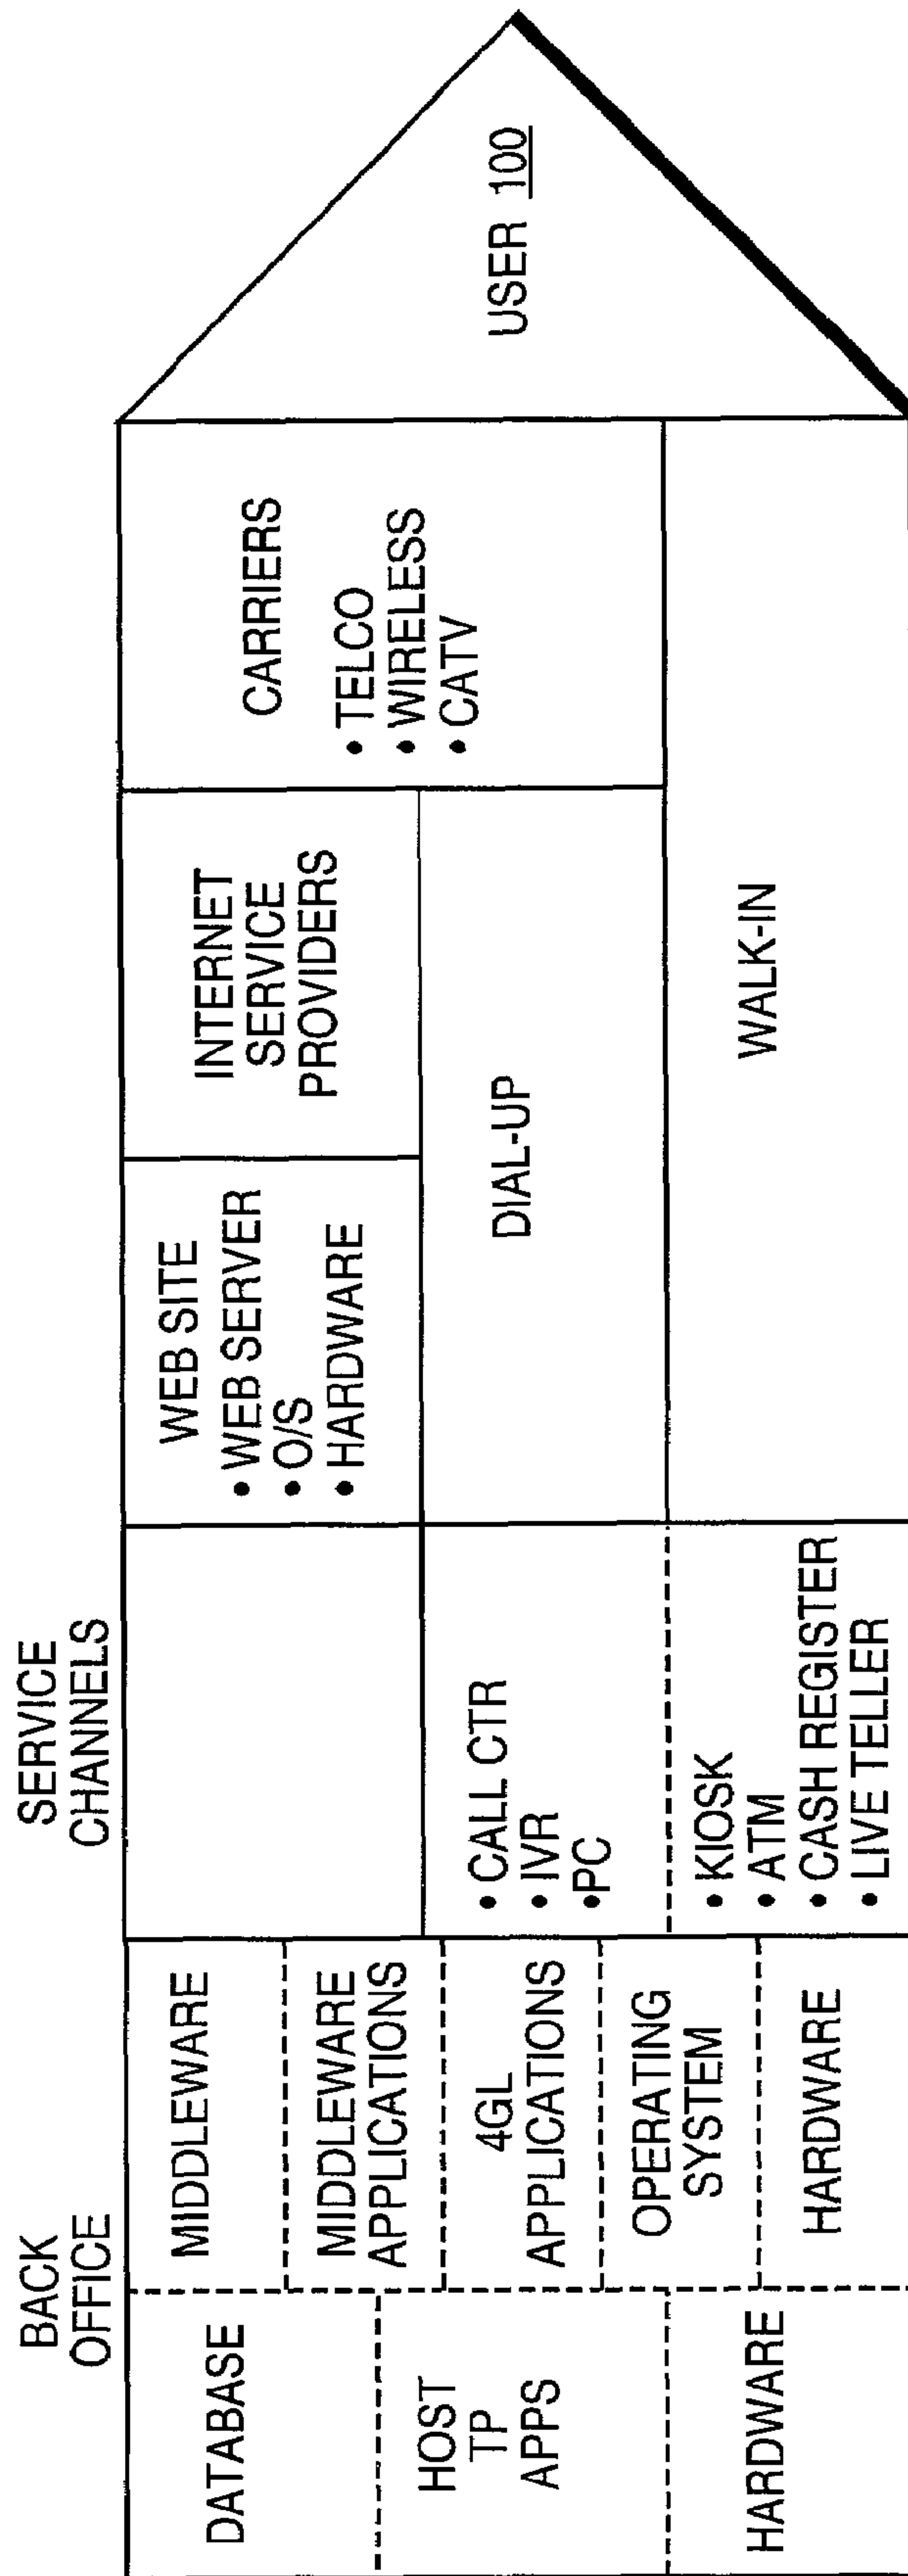 BACK
OFFICE
SERVICE
CHANNELS
DATABASE
HOST
TP
APPS
HARDWARE
MIDDLEWARE
MIDDLEWARE
APPLICATIONS
4GL
APPLICATIONS
OPERATING
SYSTEM
HARDWARE
• CALL CTR
• IVR
•PC
• KIOSK
• ATM
• CASH REGISTER
• LIVE TELLER
WEB SITE
• WEB SERVER
• O/S
• HARDWARE
INTERNET
SERVICE
PROVIDERS
DIAL-UP
WALK-IN
CARRIERS
• TELCO
• WIRELESS
• CATV
USER 100